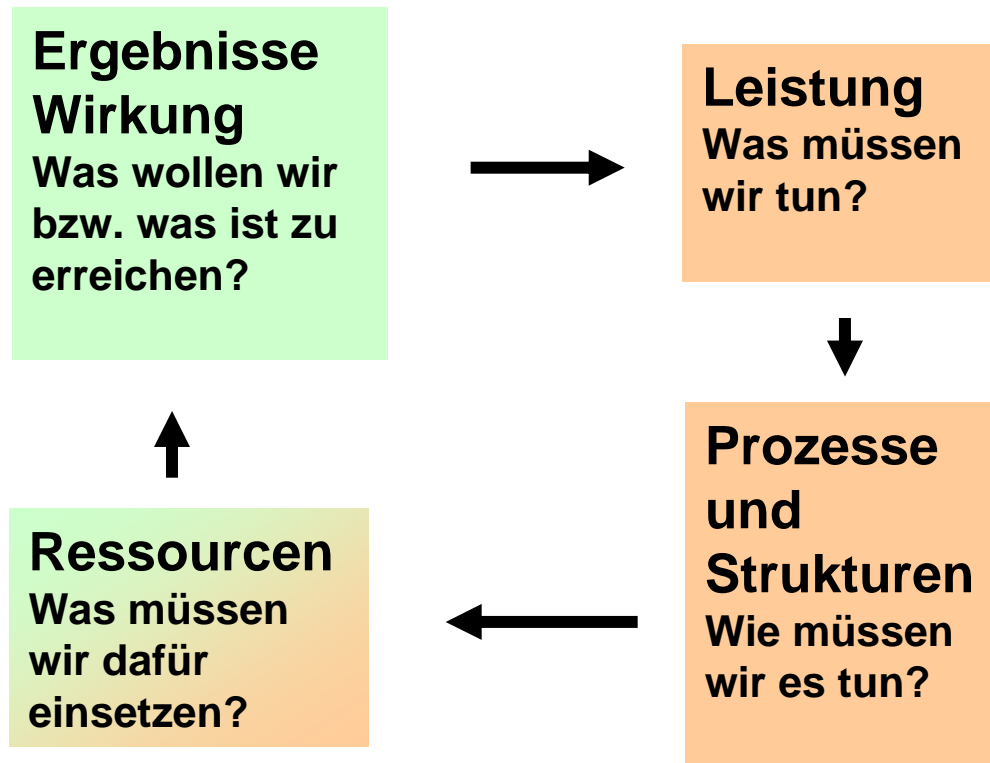 Ergebnisse
Wirkung
Was wollen wir
bzw. was ist zu
erreichen?
Leistung
Was müssen
wir tun?
Prozesse
und
Strukturen
Wie müssen
wir es tun?
Ressourcen
Was müssen
wir dafür
einsetzen?